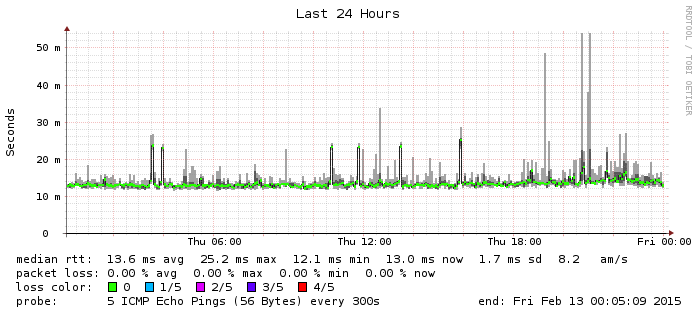 Last 24 Hours
RRDTOOL / TOBI OETIKER
Seconds
50 m
40 m
30 m
20 m
10 m
0
Thu 06:00 Thu 12:00 Thu 18:00 Fri 00:00
median rtt: 13.6 ms avg 25.2 ms max 12.1 ms min 13.0 ms now 1.7 ms sd 8.2 am/s
packet loss: 0.00 % avg 0.00 % max 0.00 % min 0.00 % now
loss color: 0 1/5 2/5 3/5 4/5
probe: 5 ICMP Echo Pings (56 Bytes) every 300s end: Fri Feb 13 00:05:09 2015